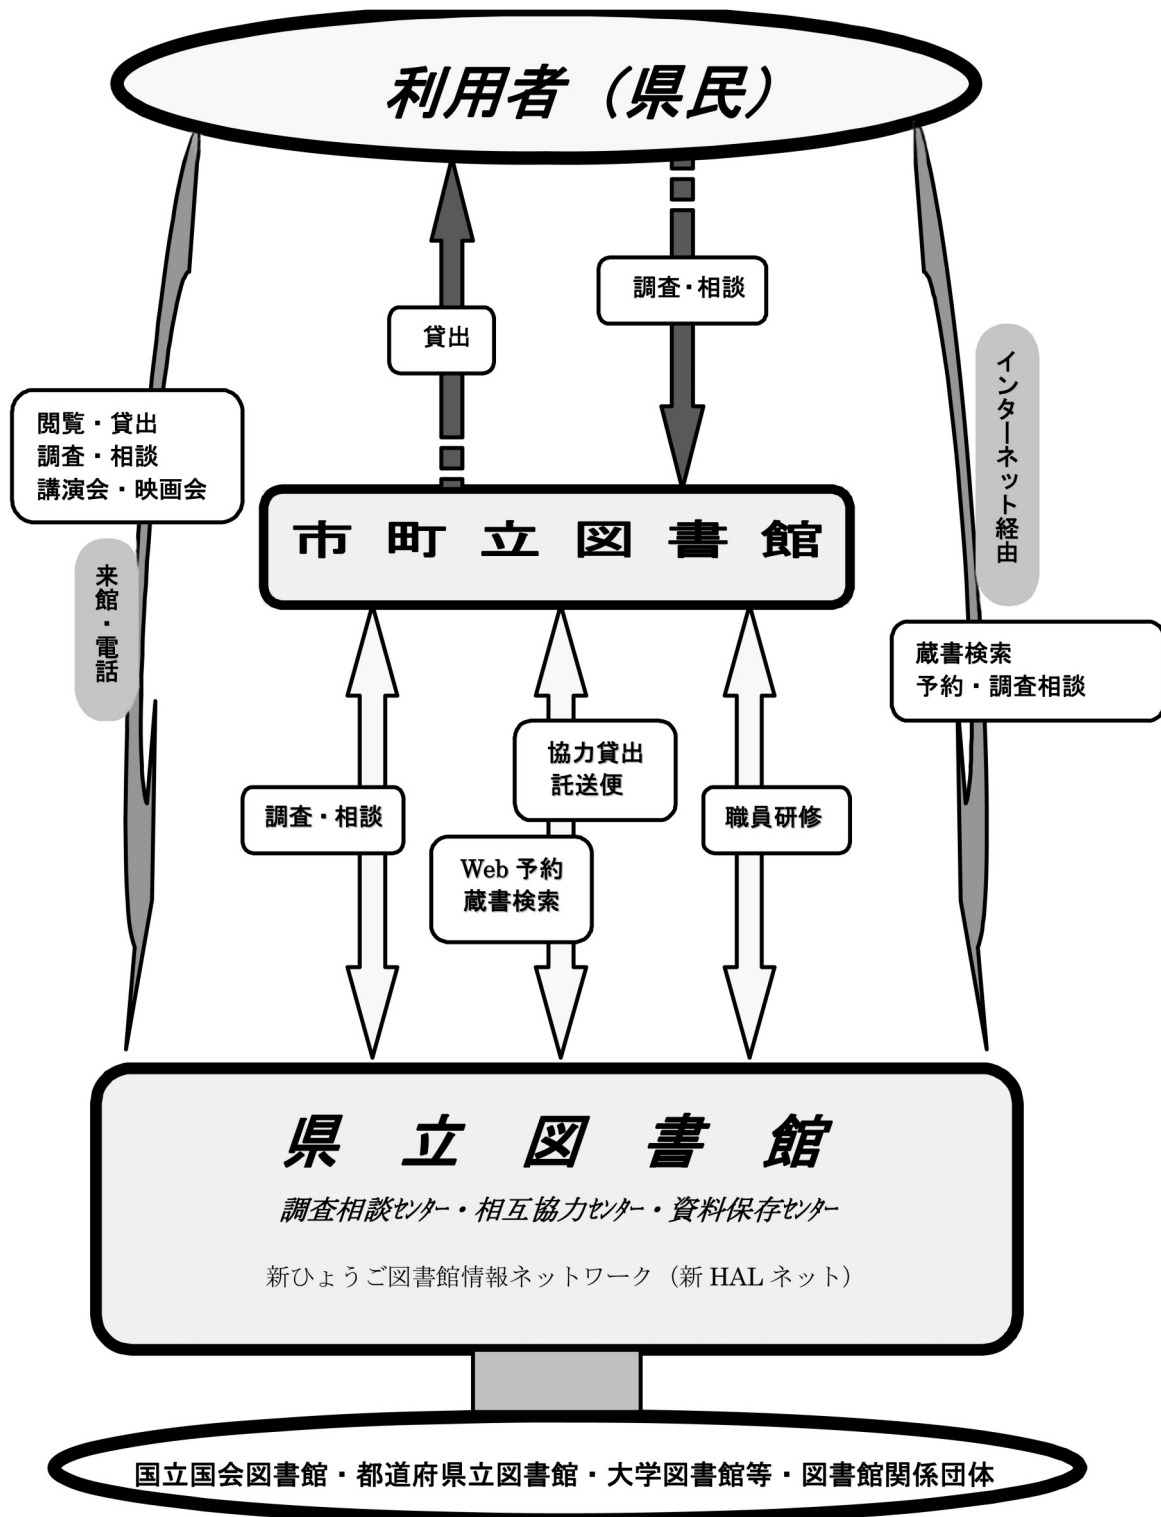 利用者（県民）
調査・相談
貸出
閲覧・貸出
調査・相談
講演会・映画会
インターネット経由
市町立図書館
来館・電話
蔵書検索
予約・調査相談
協力貸出
託送便
調査・相談
職員研修
Web 予約
蔵書検索
県立図書館
調査相談ｾﾝﾀｰ・相互協力ｾﾝﾀｰ・資料保存ｾﾝﾀｰ
新ひょうご図書館情報ネットワーク（新 HAL ネット）
国立国会図書館・都道府県立図書館・大学図書館等・図書館関係団体